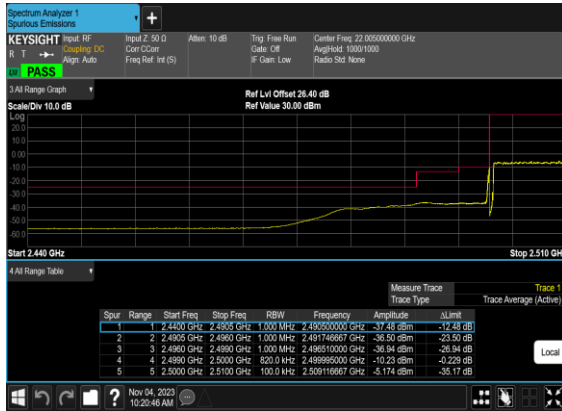 Spectrum Analyzer 1
Spurious Emissions
KEYSIGHT
R T
LU PASS
Input: RF
Coupling: DC
Align: Auto
Input Z: 50 Ω
Corr CCorr
Freq Ref: Int (S)
Atten: 10 dB
Trig: Free Run
Gate: Off
IF Gain: Low
Center Freq: 22.005000000 GHz
Avg|Hold: 1000/1000
Radio Std: None
3 All Range Graph
Scale/Div 10.0 dB
Ref Lvl Offset 26.40 dB
Ref Value 30.00 dBm
Log
20.0
10.0
0.00
-10.0
-20.0
-30.0
-40.0
-50.0
-60.0
Start 2.440 GHz
Stop 2.510 GHz
4 All Range Table
Measure Trace Trace 1
Trace Type Trace Average (Active)
Spur Range Start Freq Stop Freq RBW Frequency Amplitude ΔLimit
1 1 2.4400 GHz 2.4905 GHz 1.000 MHz 2.490500000 GHz -37.48 dBm -12.48 dB
2 2 2.4905 GHz 2.4960 GHz 1.000 MHz 2.491746667 GHz -36.50 dBm -23.50 dB
3 3 2.4960 GHz 2.4990 GHz 1.000 MHz 2.496510000 GHz -36.94 dBm -26.94 dB
4 4 2.4990 GHz 2.5000 GHz 820.0 kHz 2.499995000 GHz -10.23 dBm -0.229 dB
5 5 2.5000 GHz 2.5100 GHz 100.0 kHz 2.509116667 GHz -5.174 dBm -35.17 dB
Local
?
Nov 04, 2023
10:20:46 AM